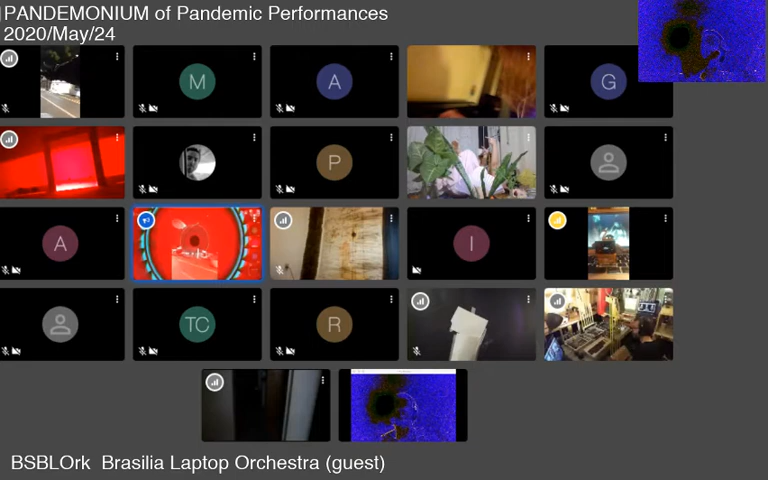 PANDEMONIUM of Pandemic Performances
2020/May/24
M
A
G
P
A
I
TC
R
BSBLOrk Brasilia Laptop Orchestra (guest)